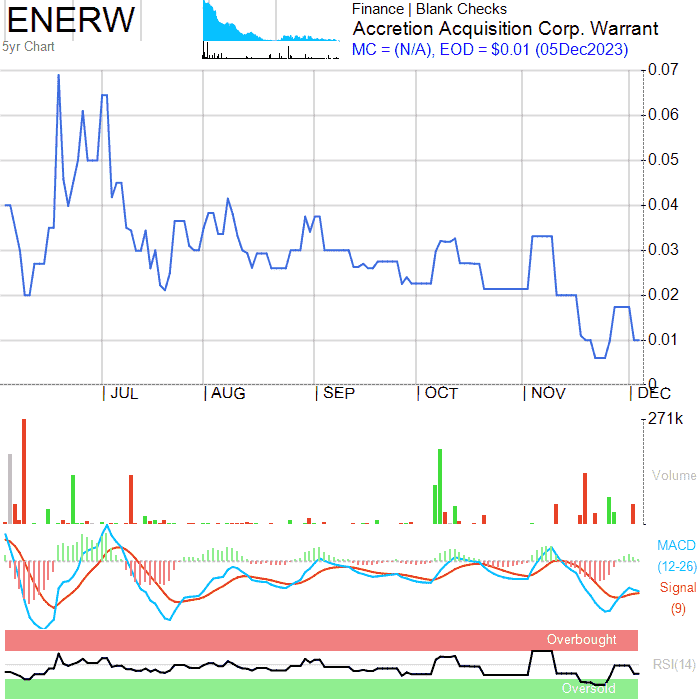 ENERW
5yr Chart
Finance | Blank Checks
Accretion Acquisition Corp. Warrant
MC = (N/A), EOD = $0.01 (05Dec2023)
0.07
0.06
0.05
0.04
0.03
0.02
0.01
0
JUL AUG SEP OCT NOV DEC
271k
Volume
MACD
(12-26)
Signal
(9)
Overbought
RSI(14)
Oversold